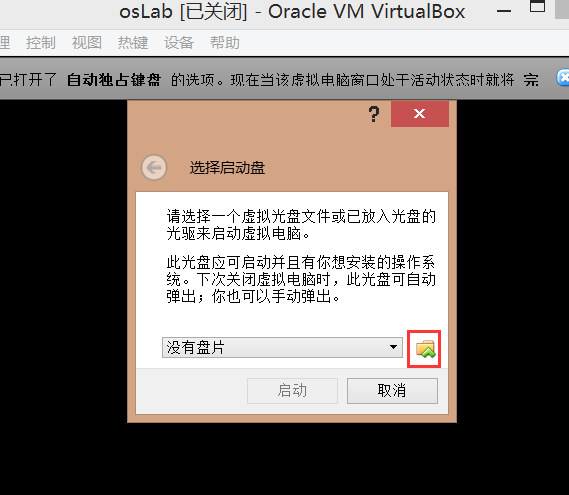 osLab [已关闭] - Oracle VM VirtualBox
理 控制 视图 热键 设备 帮助
已打开了 自动独占键盘 的选项。现在当该虚拟电脑窗口处于活动状态时就将 完
?
选择启动盘
请选择一个虚拟光盘文件或已放入光盘的
光驱来启动虚拟电脑。
此光盘应可启动并且有你想安装的操作系
统。下次关闭虚拟电脑时，此光盘可自动
弹出；你也可以手动弹出。
没有盘片
启动 取消